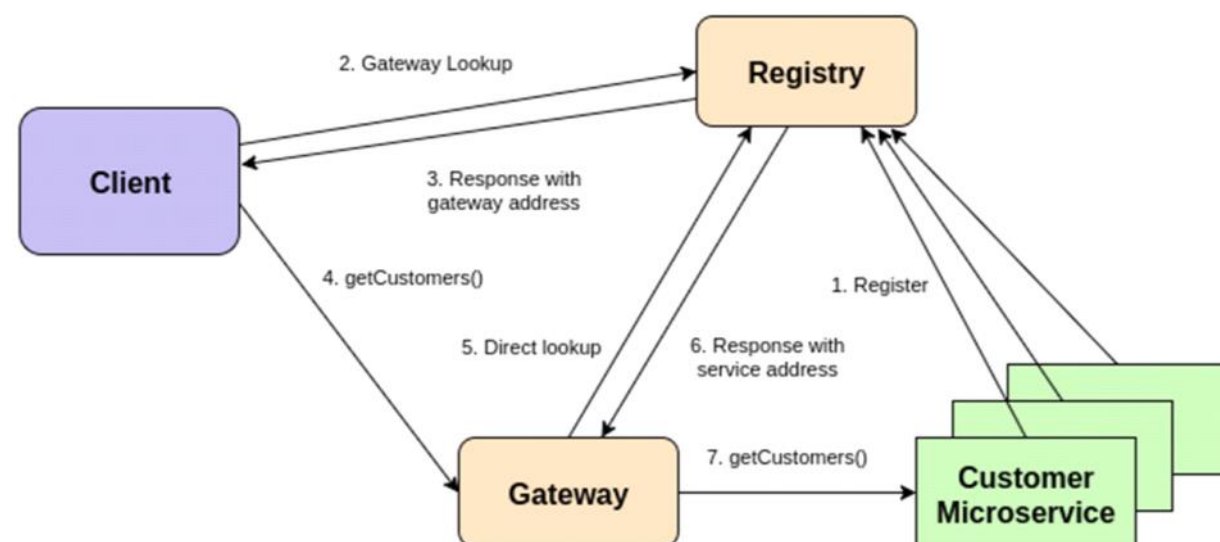 2. Gateway Lookup
Registry
Client
3. Response with
gateway address
4. getCustomers()
1. Register
5. Direct lookup
6. Response with
service address
7. getCustomers()
Gateway
Customer
Microservice